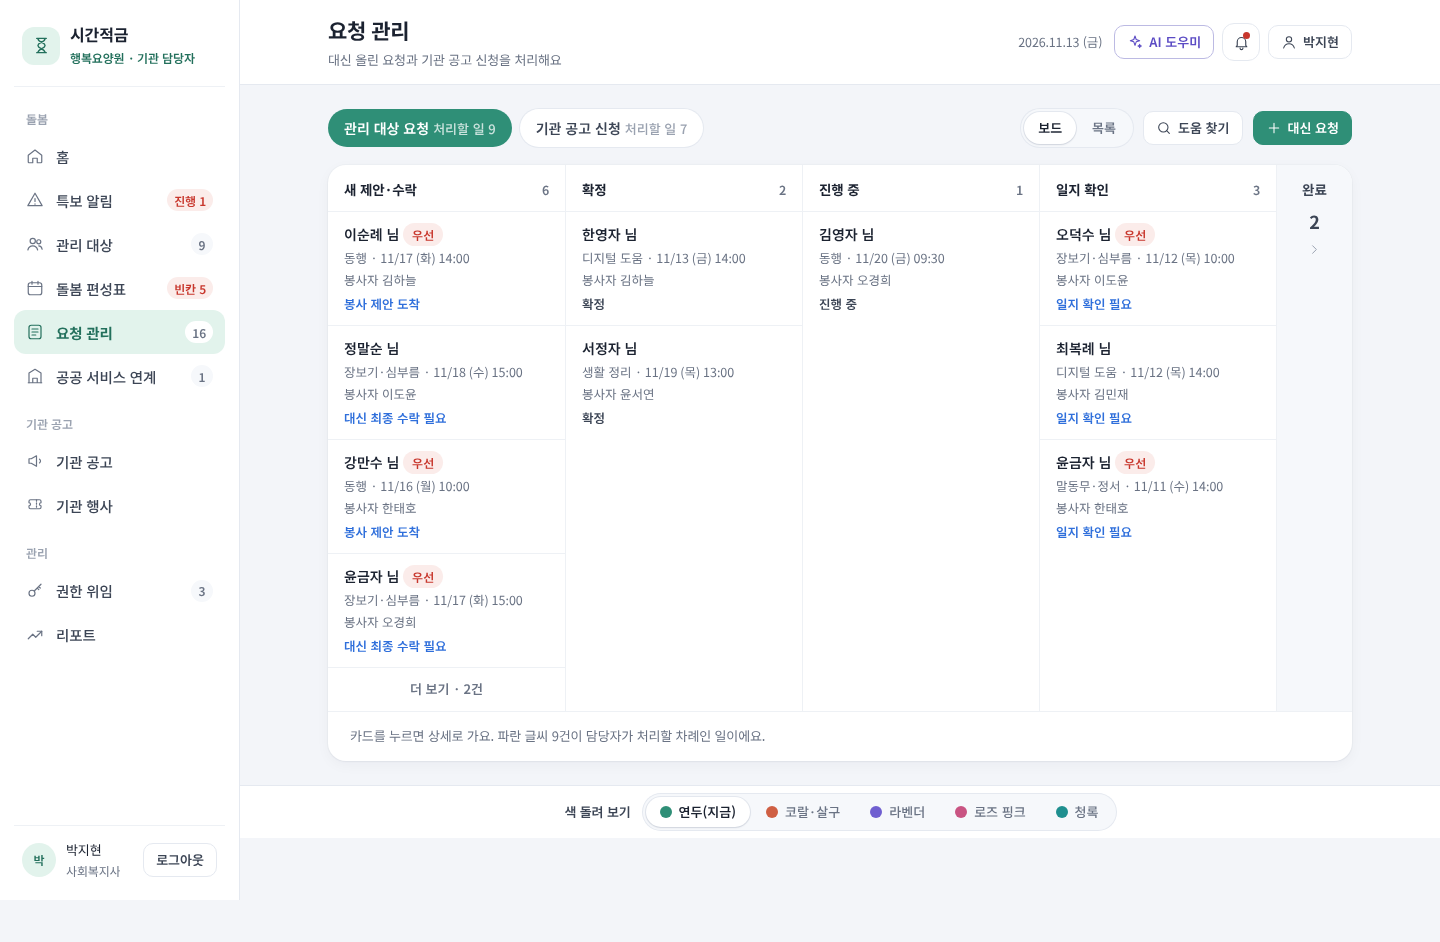 시간적금
행복요양원 · 기관 담당자
돌봄
홈
특보 알림 진행 1
관리 대상 9
돌봄 편성표 빈칸 5
요청 관리 16
공공 서비스 연계 1
기관 공고
기관 공고
기관 행사
관리
권한 위임 3
리포트
박 박지현
사회복지사
로그아웃
요청 관리
대신 올린 요청과 기관 공고 신청을 처리해요
2026.11.13 (금) AI 도우미 박지현
관리 대상 요청 처리할 일 9 기관 공고 신청 처리할 일 7 보드 목록 도움 찾기 대신 요청
새 제안·수락 6
이순례 님 우선
동행 · 11/17 (화) 14:00
봉사자 김하늘
봉사 제안 도착
정말순 님
장보기·심부름 · 11/18 (수) 15:00
봉사자 이도윤
대신 최종 수락 필요
강만수 님 우선
동행 · 11/16 (월) 10:00
봉사자 한태호
봉사 제안 도착
윤금자 님 우선
장보기·심부름 · 11/17 (화) 15:00
봉사자 오경희
대신 최종 수락 필요
더 보기 · 2건
확정 2
한영자 님
디지털 도움 · 11/13 (금) 14:00
봉사자 김하늘
확정
서정자 님
생활 정리 · 11/19 (목) 13:00
봉사자 윤서연
확정
진행 중 1
김영자 님
동행 · 11/20 (금) 09:30
봉사자 오경희
진행 중
일지 확인 3
오덕수 님 우선
장보기·심부름 · 11/12 (목) 10:00
봉사자 이도윤
일지 확인 필요
최복례 님
디지털 도움 · 11/12 (목) 14:00
봉사자 김민재
일지 확인 필요
윤금자 님 우선
말동무·정서 · 11/11 (수) 14:00
봉사자 한태호
일지 확인 필요
완료
2
카드를 누르면 상세로 가요. 파란 글씨 9건이 담당자가 처리할 차례인 일이에요.
색 돌려 보기 연두(지금) 코랄·살구 라벤더 로즈 핑크 청록